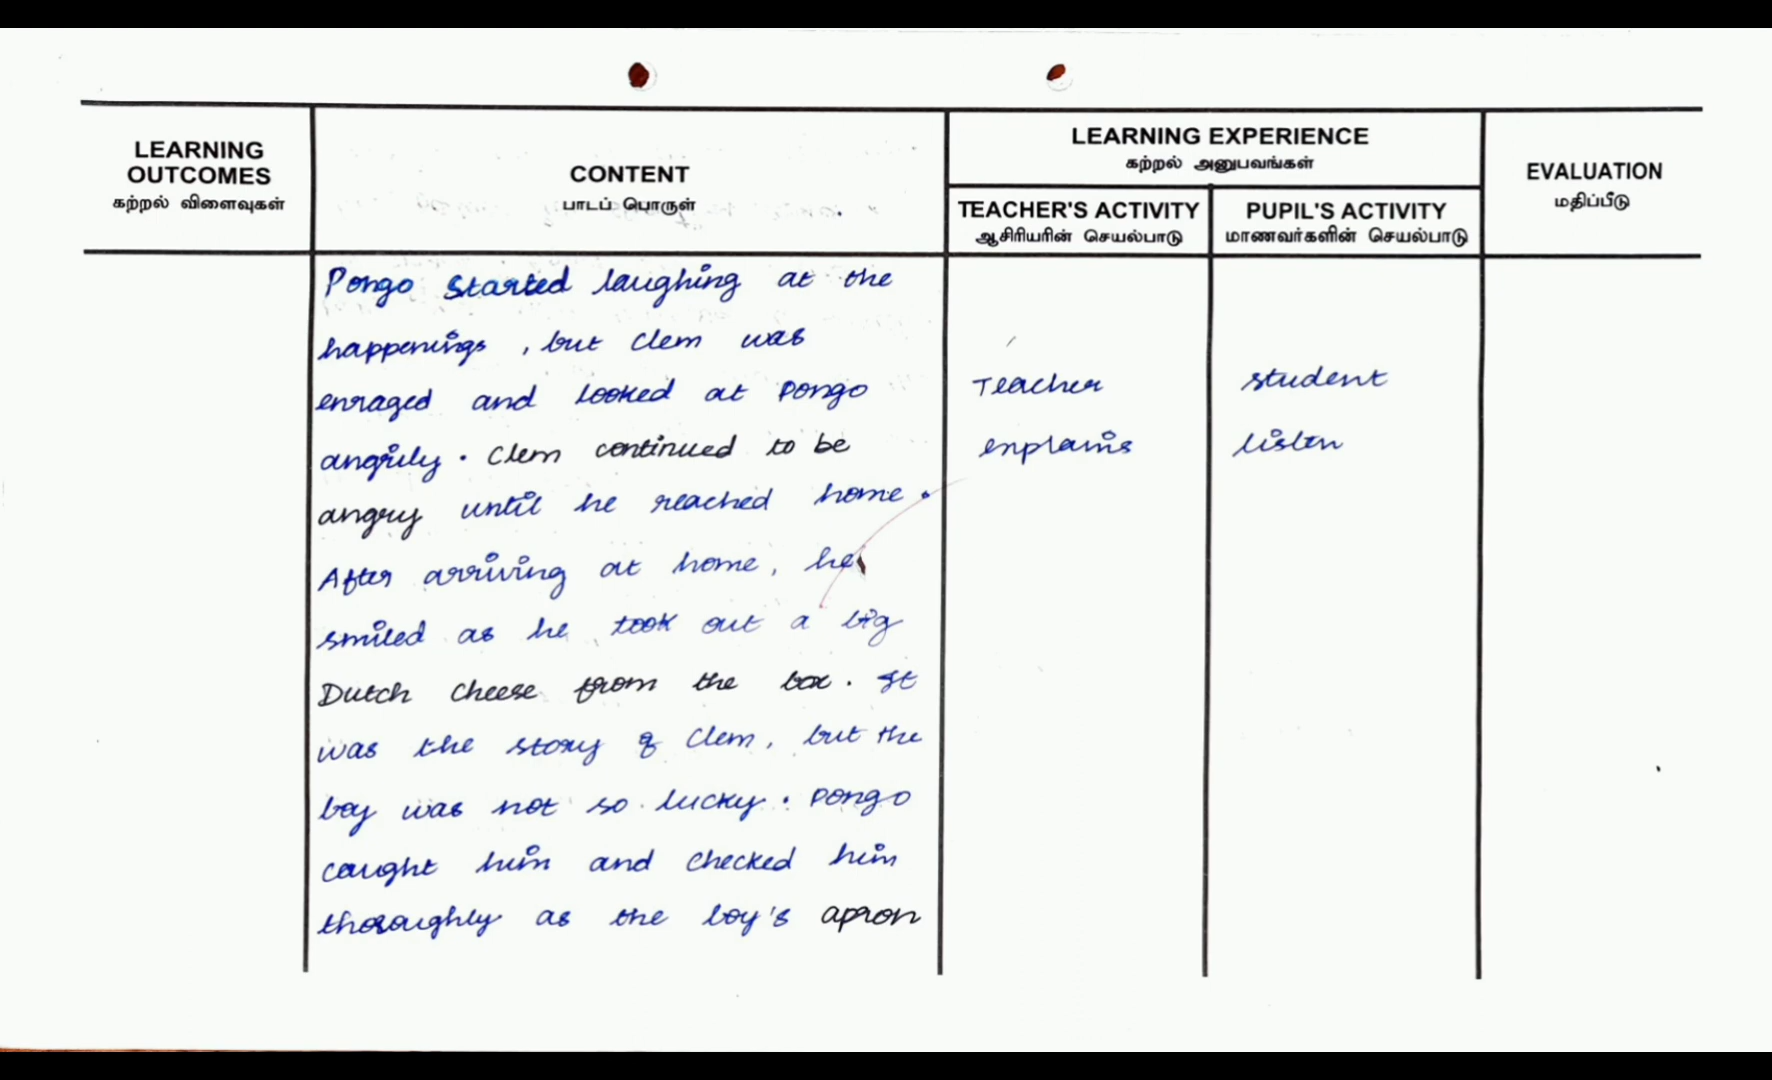 LEARNING
OUTCOMES
கற்றல் விளைவுகள்
CONTENT
பாடப் பொருள்
LEARNING EXPERIENCE
கற்றல் அனுபவங்கள்
TEACHER'S ACTIVITY
ஆசிரியரின் செயல்பாடு
PUPIL'S ACTIVITY
மாணவர்களின் செயல்பாடு
EVALUATION
மதிப்பீடு
Pongo started laughing at the
happenings, but Clem was
enraged and looked at Pongo
angrily. Clem continued to be
angry until he reached home.
After arriving at home, he
smiled as he took out a big
Dutch cheese from the box. It
was the story of Clem, but the
boy was not so lucky. Pongo
caught him and checked him
thoroughly as the boy's apron
Teacher
explains
student
listen